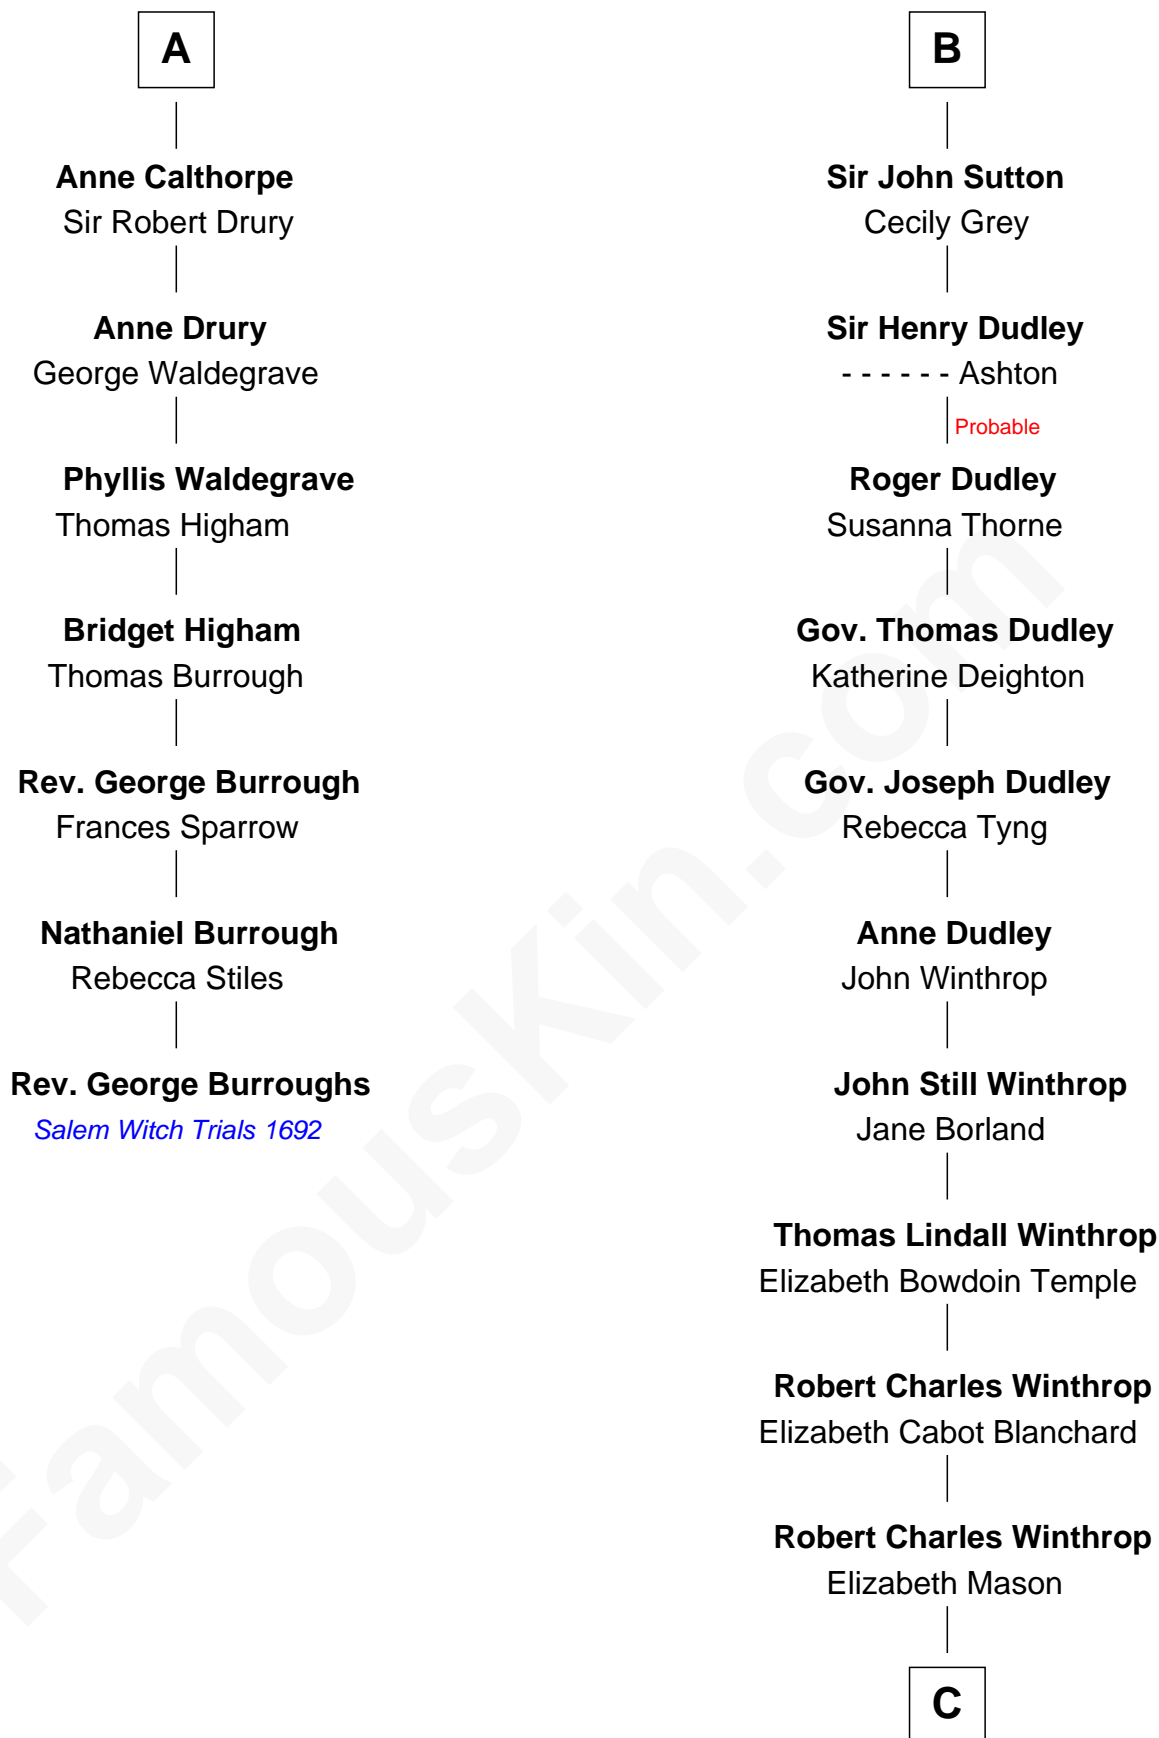 A
Anne Calthorpe
Sir Robert Drury
Anne Drury
George Waldegrave
Phyllis Waldegrave
Thomas Higham
Bridget Higham
Thomas Burrough
Rev. George Burrough
Frances Sparrow
Nathaniel Burrough
Rebecca Stiles
Rev. George Burroughs
Salem Witch Trials 1692
B
Sir John Sutton
Cecily Grey
Sir Henry Dudley
- - - - - - Ashton
Probable
Roger Dudley
Susanna Thorne
Gov. Thomas Dudley
Katherine Deighton
Gov. Joseph Dudley
Rebecca Tyng
Anne Dudley
John Winthrop
John Still Winthrop
Jane Borland
Thomas Lindall Winthrop
Elizabeth Bowdoin Temple
Robert Charles Winthrop
Elizabeth Cabot Blanchard
Robert Charles Winthrop
Elizabeth Mason
C
FamousKin.com